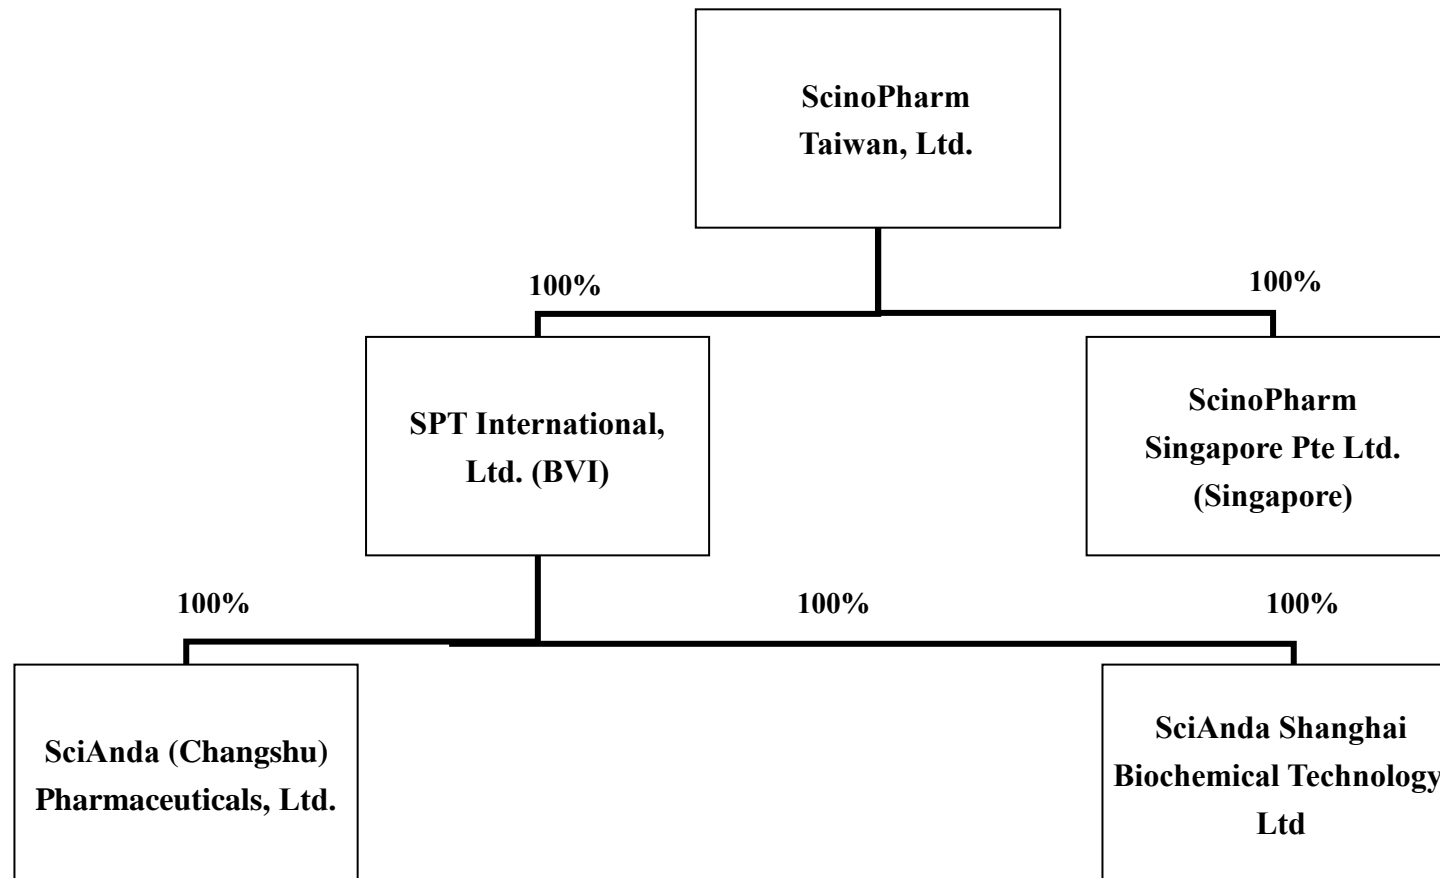 ScinoPharm
Taiwan, Ltd.
100%
100%
SPT International,
Ltd. (BVI)
ScinoPharm
Singapore Pte Ltd.
(Singapore)
100%
100%
100%
SciAnda (Changshu)
Pharmaceuticals, Ltd.
SciAnda Shanghai
Biochemical Technology
Ltd